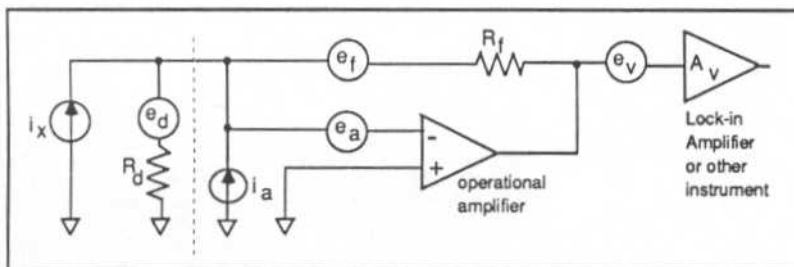 e_f
R_f
e_v
A_v
i_x
e_d
e_a
-
+
R_d
i_a
operational
amplifier
Lock-in
Amplifier
or other
instrument